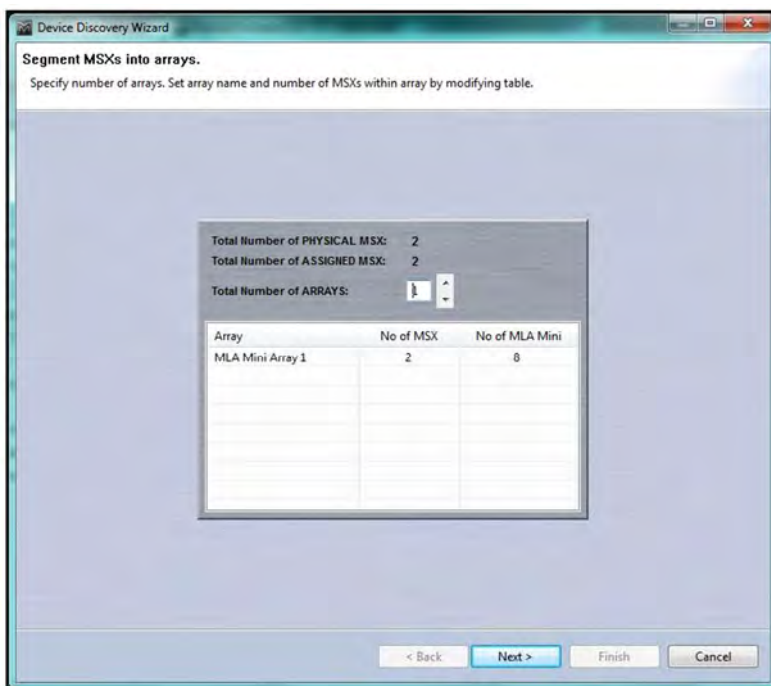 Device Discovery Wizard
Segment MSXs into arrays.
Specify number of arrays. Set array name and number of MSXs within array by modifying table.
Total Number of PHYSICAL MSX: 2
Total Number of ASSIGNED MSX: 2
Total Number of ARRAYS:
Array No of MSX No of MLA Mini
MLA Mini Array 1 2 8
< Back Next > Finish Cancel